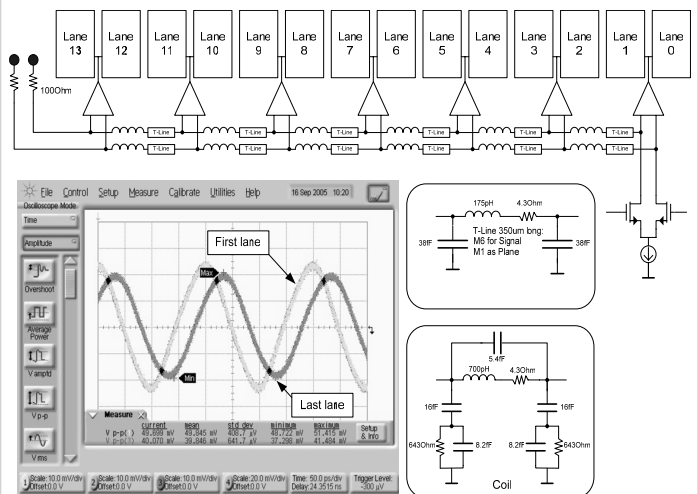 Lane Lane Lane Lane Lane Lane Lane Lane Lane Lane Lane Lane Lane Lane
13 12 11 10 9 8 7 6 5 4 3 2 1 0
100Ohm
T-Line T-Line T-Line T-Line T-Line T-Line
T-Line T-Line T-Line T-Line T-Line T-Line
File Control Setup Measure Calibrate Utilities Help 16 Sep 2005 10:20
Oscilloscope Mode
Time
Amplitude
Overshoot
Average
Power
V amptd
V p-p
V rms
First lane
Max
Min
Last lane
Measure
current mean std dev minimum maximum
V p-p( ) 49.699 mV 49.845 mV 408.7 µV 48.722 mV 51.415 mV
V p-p( ) 40.070 mV 39.846 mV 641.7 µV 37.298 mV 41.484 mV
Setup
& Info
1 Scale: 10.0 mV/div
Offset:0.0 V
2 Scale: 10.0 mV/div
Offset:0.0 V
Scale: 10.0 mV/div
Offset:0.0 V
4 Scale: 20.0 mV/div
Offset:0.0 V
Time: 50.0 ps/div
Delay: 24.3515 ns
Trigger Level:
-300 µV
175pH 4.3Ohm
38fF
T-Line 350um long:
M6 for Signal
M1 as Plane
38fF
5.4fF
700pH 4.3Ohm
16fF 16fF
643Ohm 8.2fF 8.2fF 643Ohm
Coil